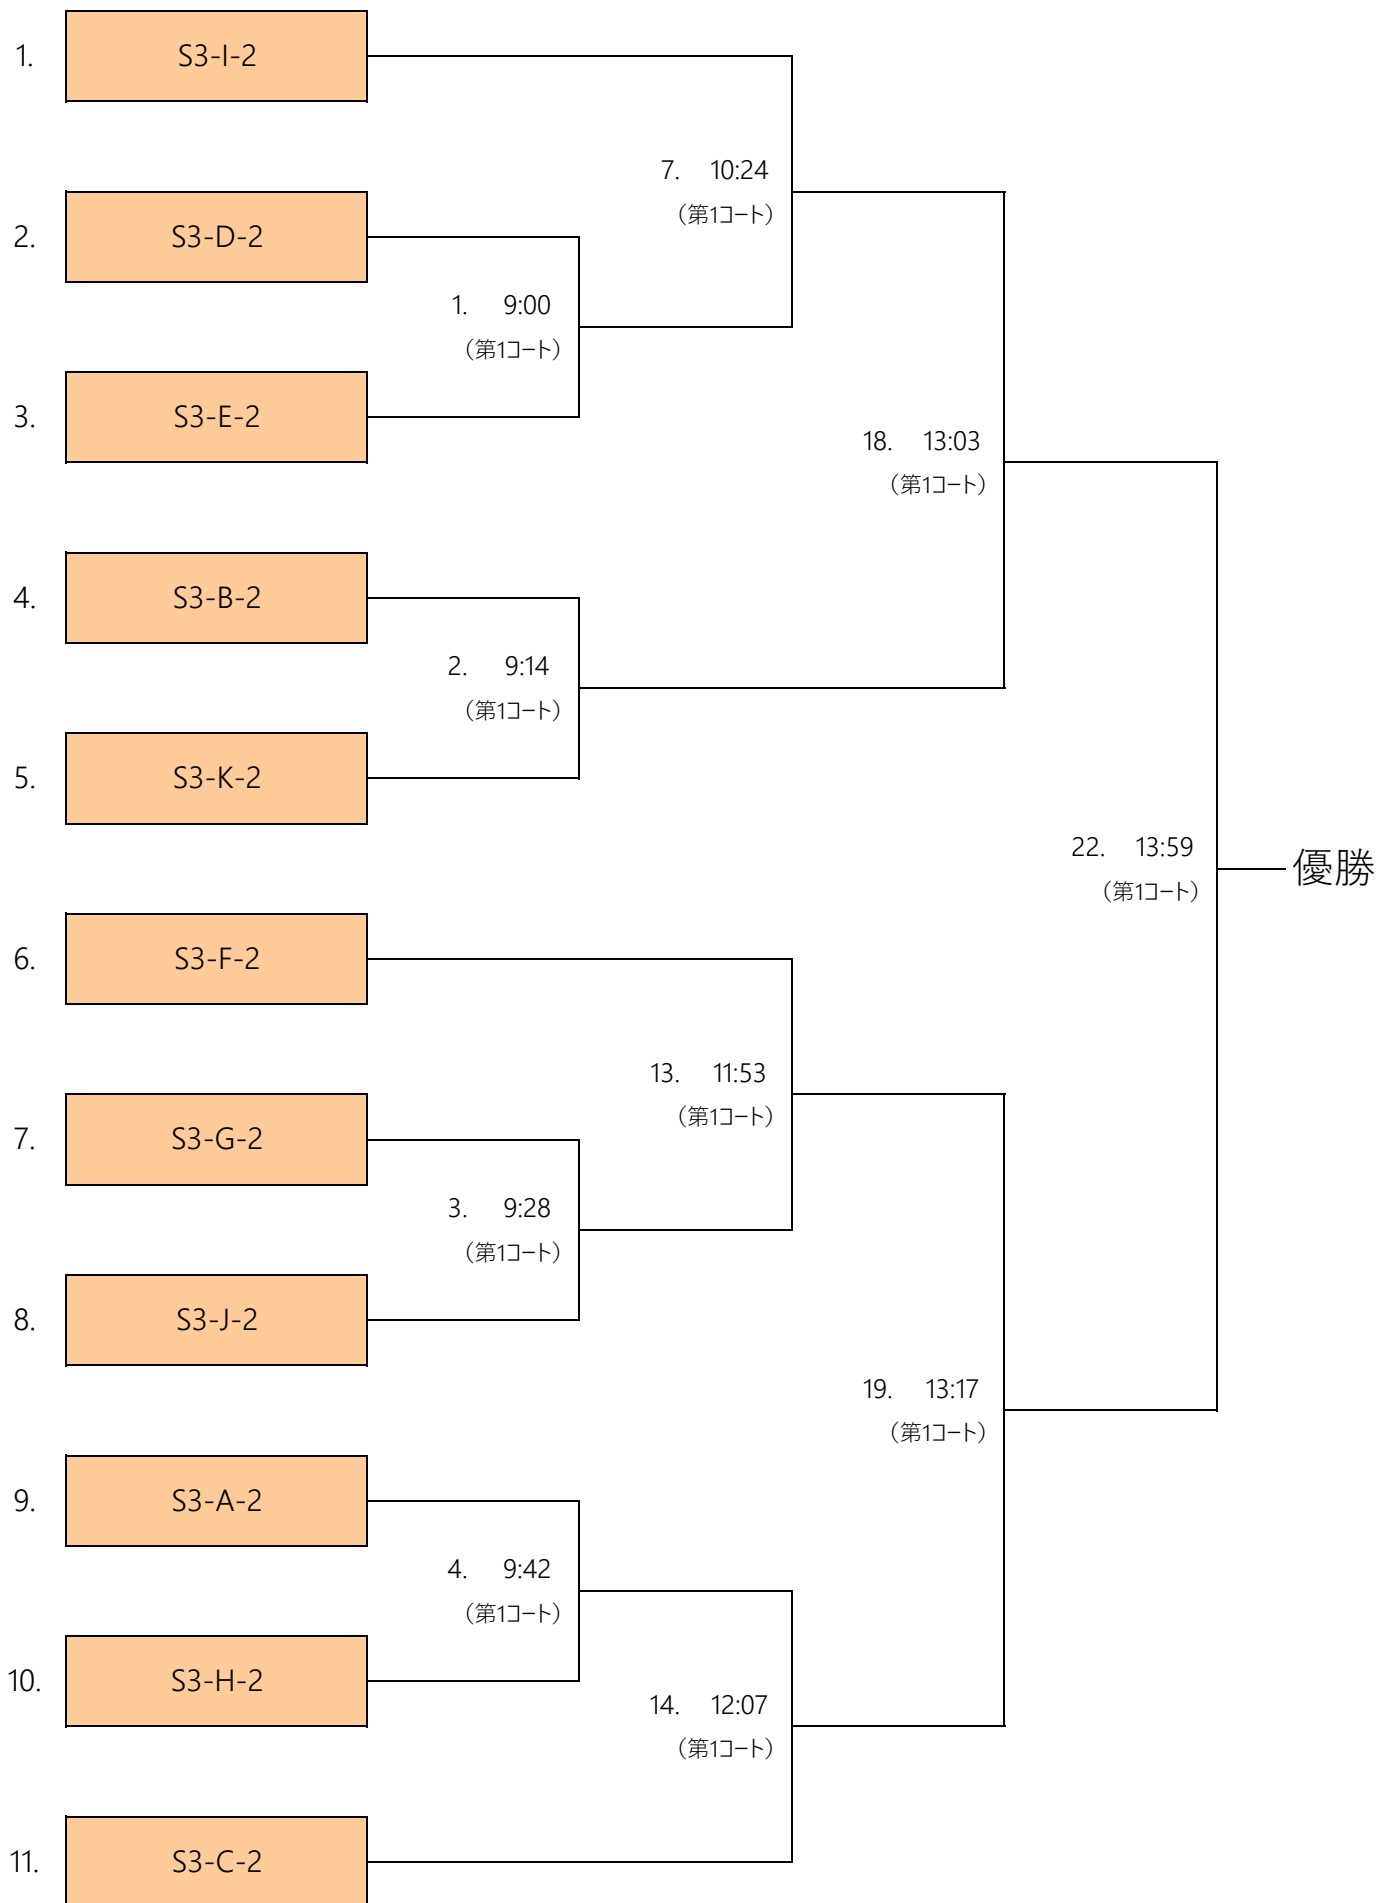 1. S3-I-2
7. 10:24
（第1コート）
2. S3-D-2
1. 9:00
（第1コート）
3. S3-E-2
18. 13:03
（第1コート）
4. S3-B-2
2. 9:14
（第1コート）
5. S3-K-2
22. 13:59
（第1コート）
優勝
6. S3-F-2
13. 11:53
（第1コート）
7. S3-G-2
3. 9:28
（第1コート）
8. S3-J-2
19. 13:17
（第1コート）
9. S3-A-2
4. 9:42
（第1コート）
10. S3-H-2
14. 12:07
（第1コート）
11. S3-C-2